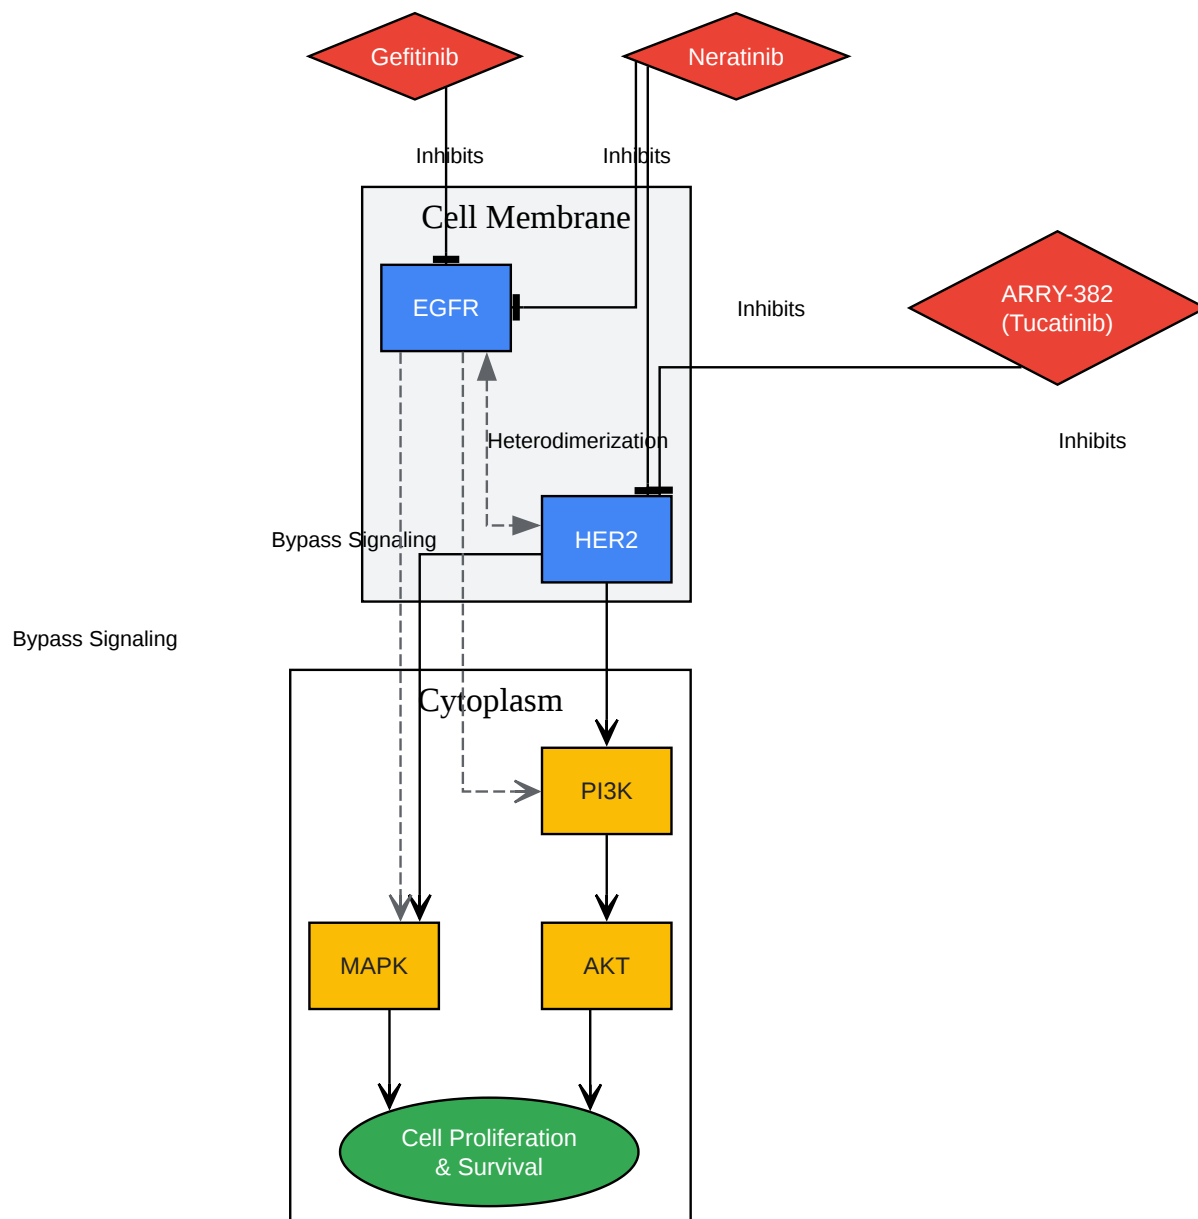 Gefitinib
Neratinib
Inhibits
Inhibits
Cell Membrane
EGFR
Inhibits
ARRY-382
(Tucatinib)
Heterodimerization
Inhibits
Bypass Signaling
HER2
Bypass Signaling
Cytoplasm
PI3K
MAPK
AKT
Cell Proliferation
& Survival